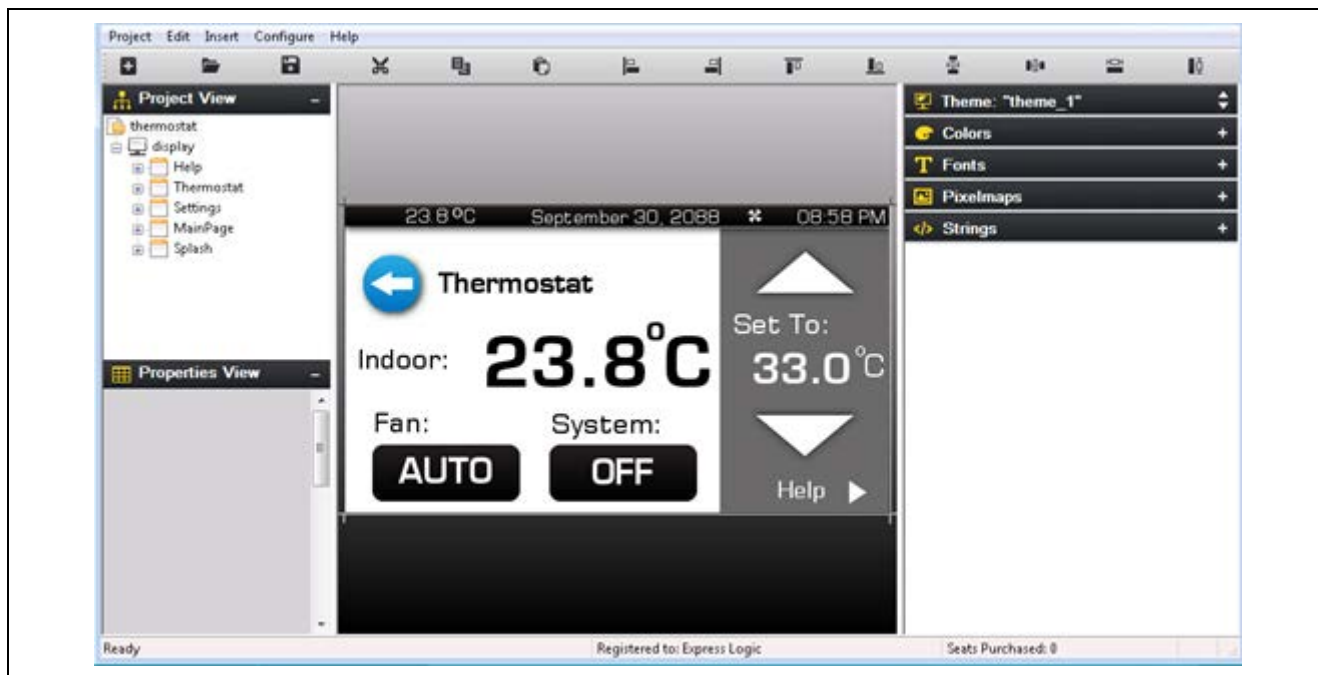 Project Edit Insert Configure Help
Project View
thermostat
display
Help
Thermostat
Settings
MainPage
Splash
Properties View
23.8ºC September 30, 2088 08:58 PM
Thermostat
Indoor: 23.8°C
Fan: System:
AUTO OFF
Set To:
33.0°C
Help
Theme: "theme_1"
Colors
Fonts
Pixelmaps
Strings
Ready Registered to: Express Logic Seats Purchased: 0